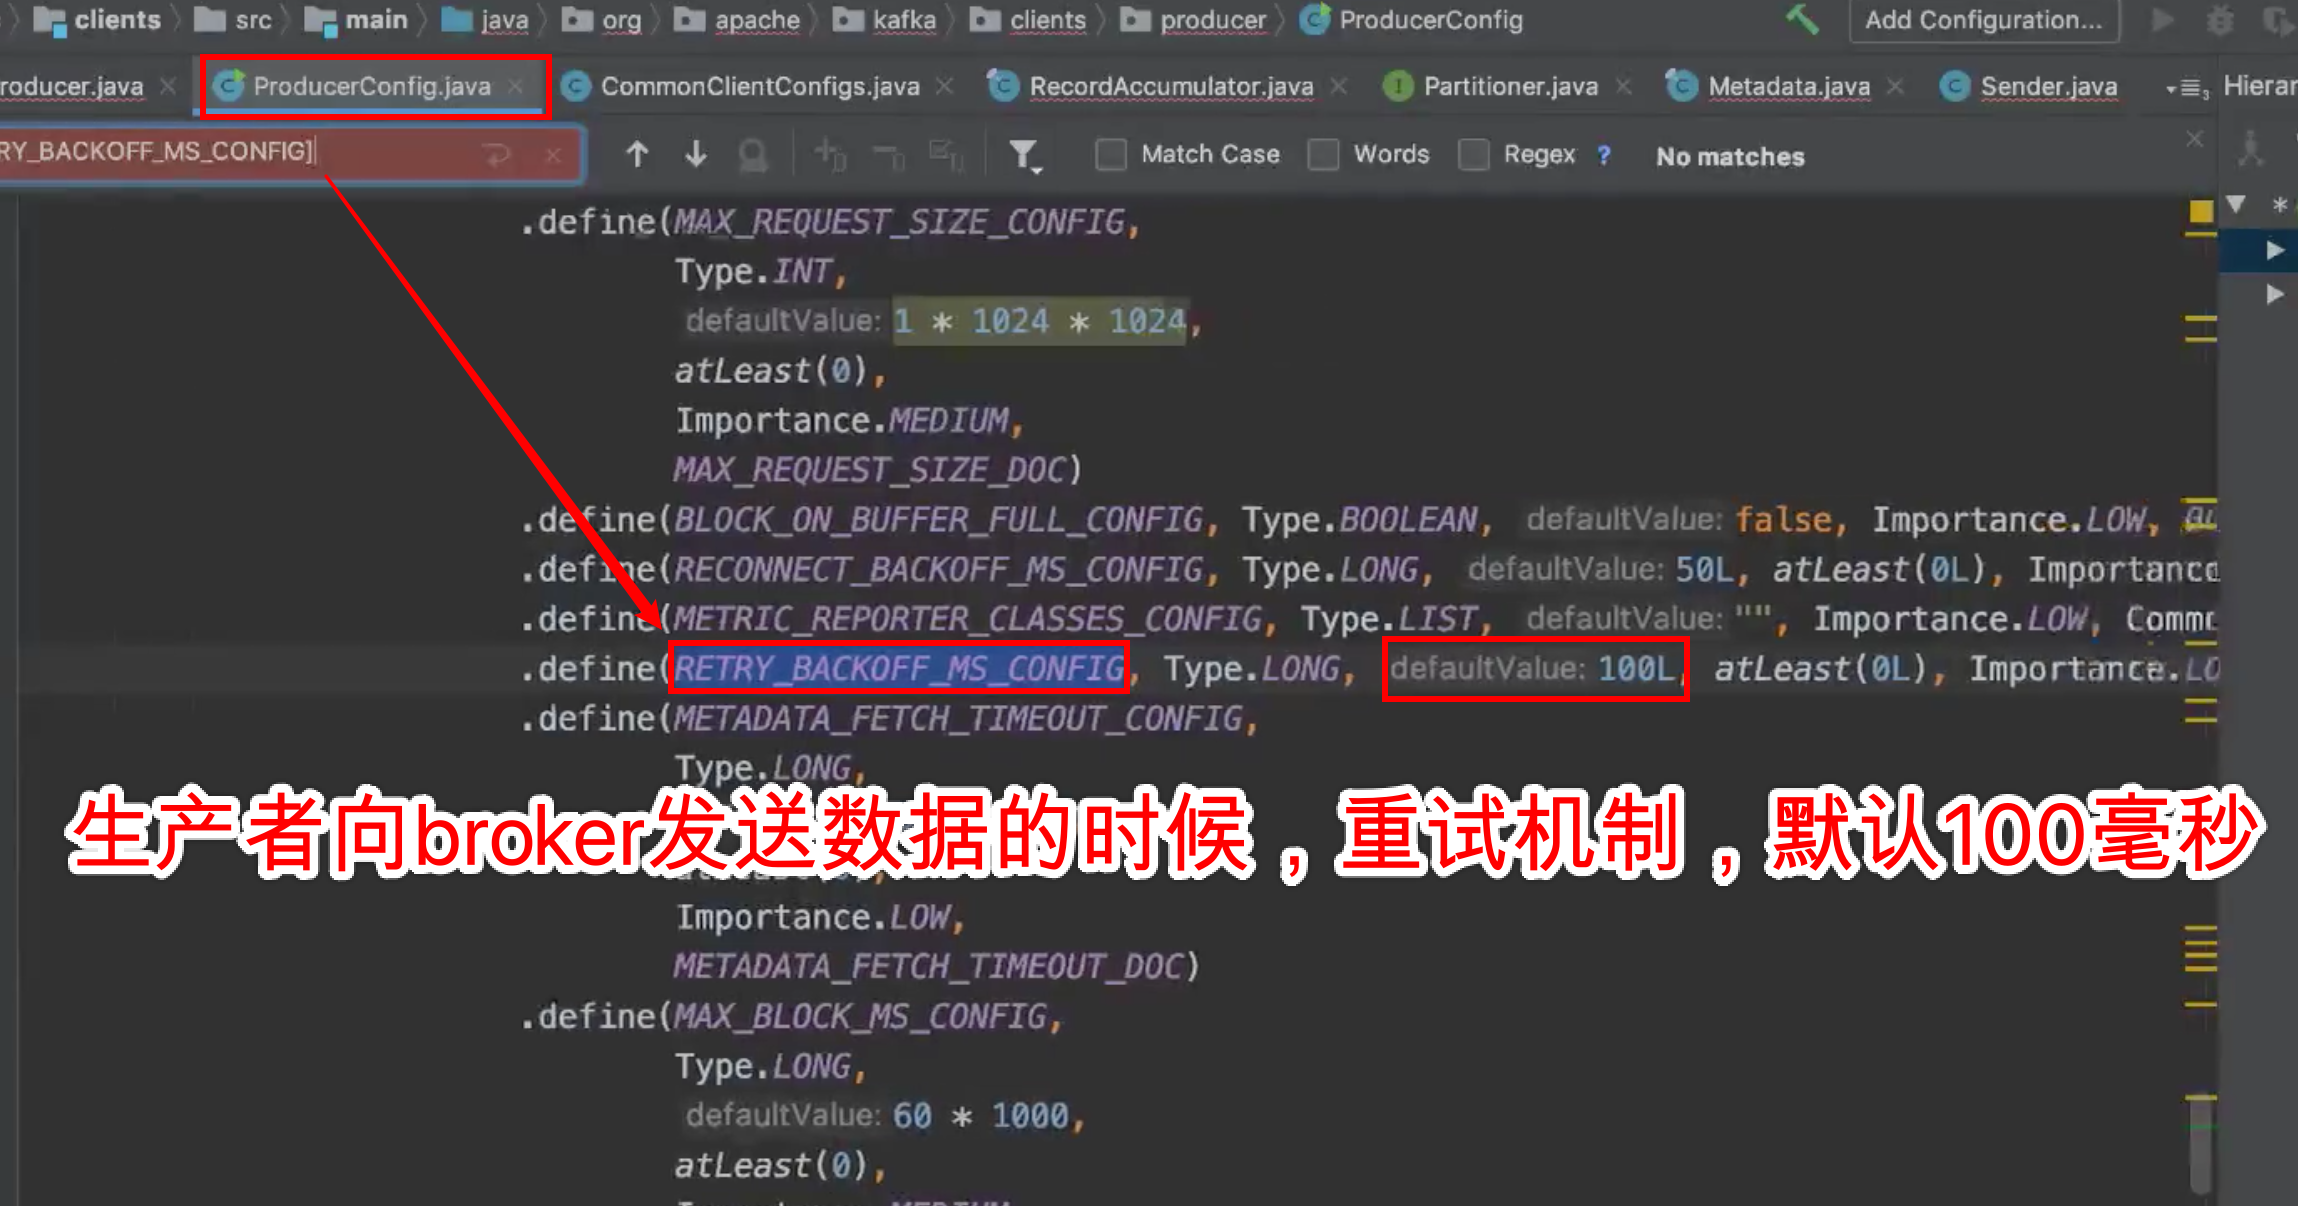 clients src main java org apache kafka clients producer ProducerConfig Add Configuration...
roducer.java ProducerConfig.java CommonClientConfigs.java RecordAccumulator.java Partitioner.java Metadata.java Sender.java Hierar
RY_BACKOFF_MS_CONFIG] Match Case Words Regex ? No matches
.define(MAX_REQUEST_SIZE_CONFIG,
Type.INT,
defaultValue: 1 * 1024 * 1024,
atLeast(0),
Importance.MEDIUM,
MAX_REQUEST_SIZE_DOC)
.define(BLOCK_ON_BUFFER_FULL_CONFIG, Type.BOOLEAN, defaultValue: false, Importance.LOW,
.define(RECONNECT_BACKOFF_MS_CONFIG, Type.LONG, defaultValue: 50L, atLeast(0L), Importance
.define(METRIC_REPORTER_CLASSES_CONFIG, Type.LIST, defaultValue: "", Importance.LOW, Commo
.define(RETRY_BACKOFF_MS_CONFIG, Type.LONG, defaultValue: 100L, atLeast(0L), Importance.LO
.define(METADATA_FETCH_TIMEOUT_CONFIG,
Type.LONG,
生产者向broker发送数据的时候，重试机制，默认100毫秒
Importance.LOW,
METADATA_FETCH_TIMEOUT_DOC)
.define(MAX_BLOCK_MS_CONFIG,
Type.LONG,
defaultValue: 60 * 1000,
atLeast(0),